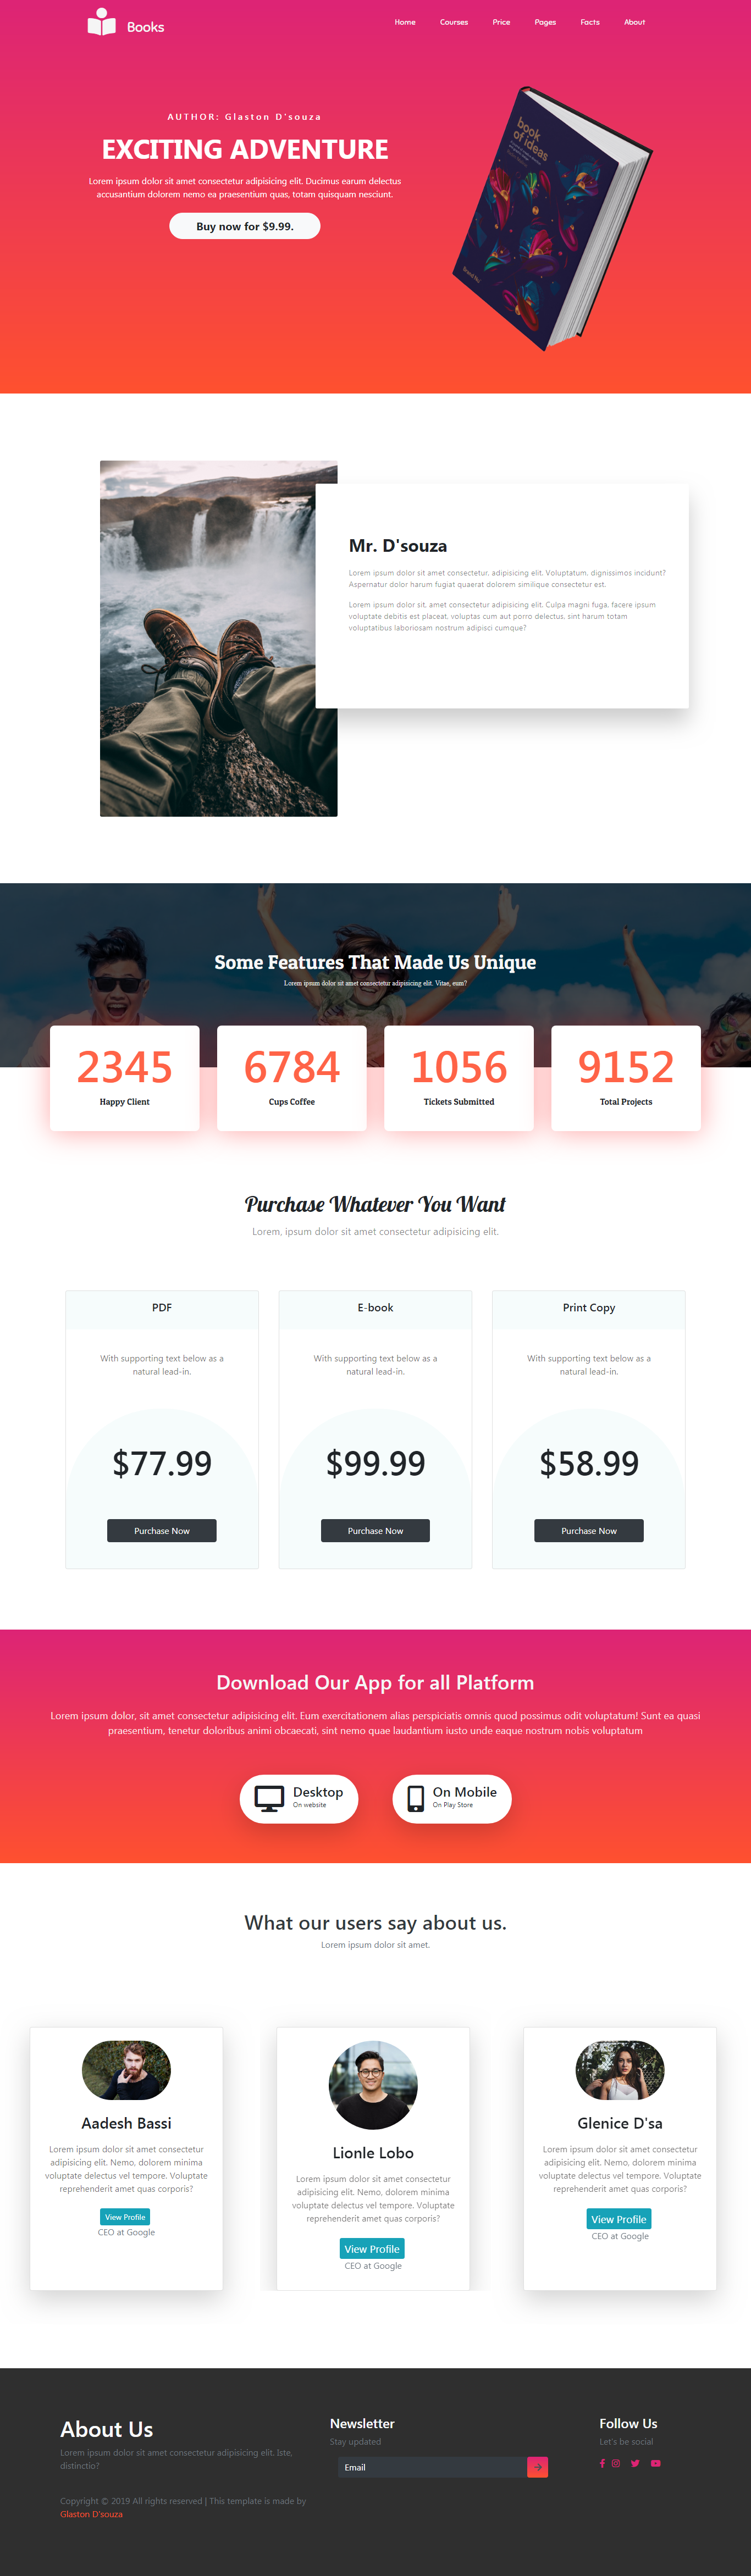 Books
Home Courses Price Pages Facts About
AUTHOR: Glaston D'souza
EXCITING ADVENTURE
Lorem ipsum dolor sit amet consectetur adipisicing elit. Ducimus earum delectus
accusantium dolorem nemo ea praesentium quas, totam quisquam nesciunt.
Buy now for $9.99.
book
of ideas
Mr. D'souza
Lorem ipsum dolor sit amet consectetur, adipisicing elit. Voluptatum, dignissimos incidunt?
Aspernatur dolor harum fugiat quaerat dolorem similique consectetur est.
Lorem ipsum dolor sit, amet consectetur adipisicing elit. Culpa magni fuga, facere ipsum
voluptate debitis est placeat, voluptas cum aut porro delectus, sint harum totam
voluptatibus laboriosam nostrum adipisci cumque?
Some Features That Made Us Unique
Lorem ipsum dolor sit amet consectetur adipisicing elit. Vitae, eum?
2345 6784 1056 9152
Happy Client Cups Coffee Tickets Submitted Total Projects
Purchase Whatever You Want
Lorem, ipsum dolor sit amet consectetur adipisicing elit.
PDF
With supporting text below as a
natural lead-in.
$77.99
Purchase Now
E-book
With supporting text below as a
natural lead-in.
$99.99
Purchase Now
Print Copy
With supporting text below as a
natural lead-in.
$58.99
Purchase Now
Download Our App for all Platform
Lorem ipsum dolor, sit amet consectetur adipisicing elit. Eum exercitationem alias perspiciatis omnis quod possimus odit voluptatum! Sunt ea quasi
praesentium, tenetur doloribus animi obcaecati, sint nemo quae laudantium iusto unde eaque nostrum nobis voluptatum
Desktop
On website
On Mobile
On Play Store
What our users say about us.
Lorem ipsum dolor sit amet.
Aadesh Bassi
Lorem ipsum dolor sit amet consectetur
adipisicing elit. Nemo, dolorem minima
voluptate delectus vel tempore. Voluptate
reprehenderit amet quas corporis?
View Profile
CEO at Google
Lionle Lobo
Lorem ipsum dolor sit amet consectetur
adipisicing elit. Nemo, dolorem minima
voluptate delectus vel tempore. Voluptate
reprehenderit amet quas corporis?
View Profile
CEO at Google
Glenice D'sa
Lorem ipsum dolor sit amet consectetur
adipisicing elit. Nemo, dolorem minima
voluptate delectus vel tempore. Voluptate
reprehenderit amet quas corporis?
View Profile
CEO at Google
About Us
Lorem ipsum dolor sit amet consectetur adipisicing elit. Iste,
distinctio?
Copyright © 2019 All rights reserved | This template is made by
Glaston D'souza
Newsletter
Stay updated
Email
Follow Us
Let's be social